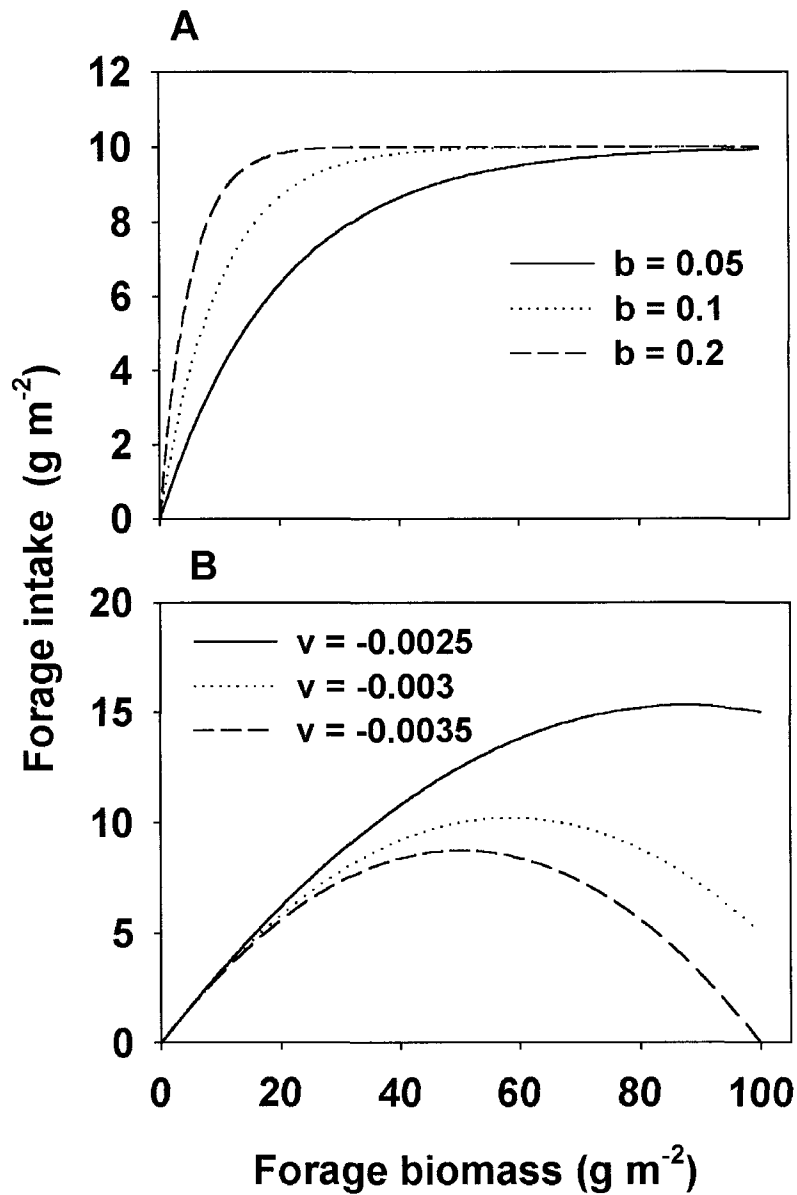 A
12
10
8
6
4
2
0
b = 0.05
b = 0.1
b = 0.2
Forage intake (g m⁻²)
B
20
15
10
5
0
v = -0.0025
v = -0.003
v = -0.0035
0 20 40 60 80 100
Forage biomass (g m⁻²)